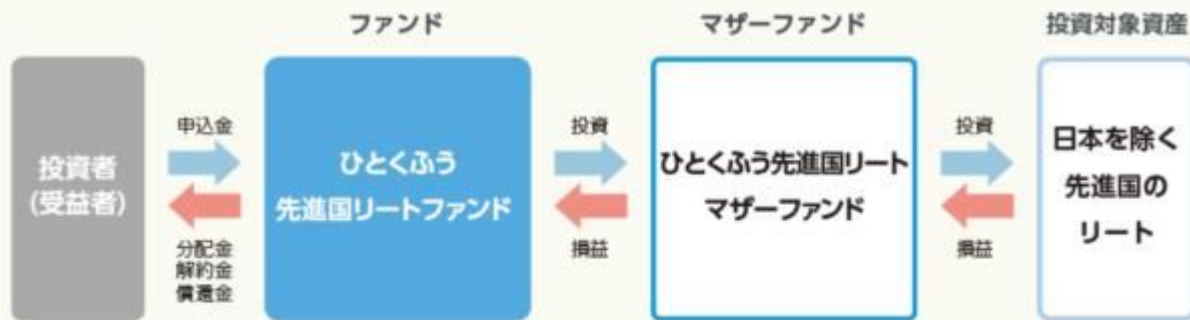 ファンド
マザーファンド
投資対象資産
投資者
(受益者)
申込金
分配金
解約金
償還金
ひとくふう
先進国リートファンド
投資
損益
ひとくふう先進国リート
マザーファンド
投資
損益
日本を除く
先進国の
リート